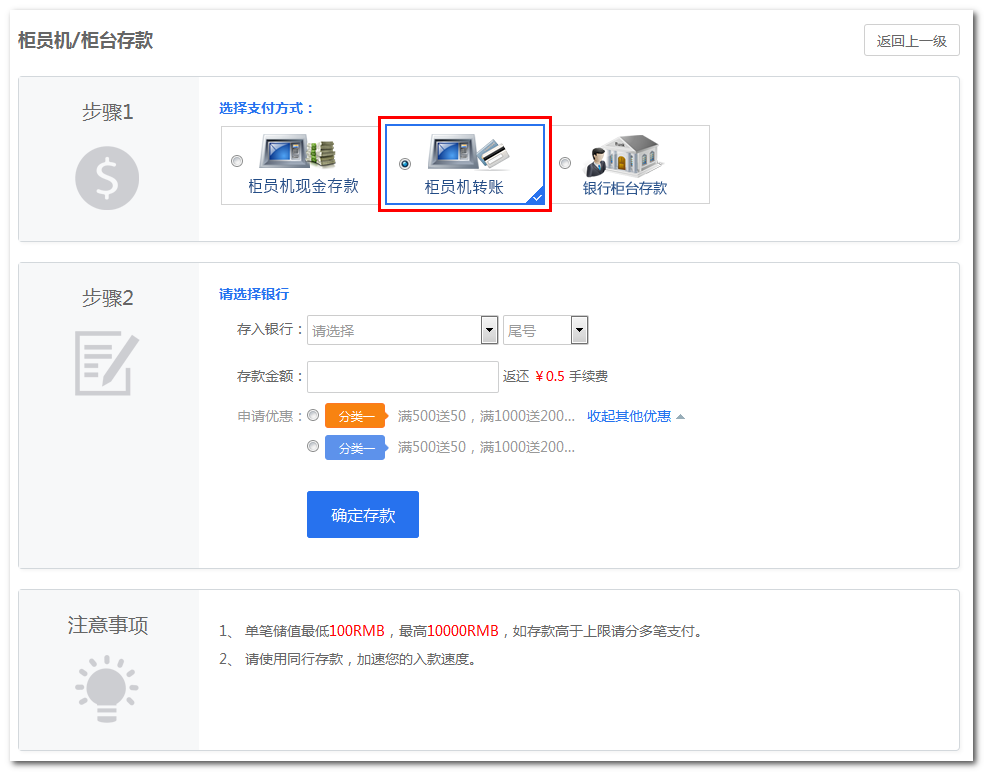 柜员机/柜台存款
返回上一级
步骤1
选择支付方式：
柜员机现金存款
柜员机转账
银行柜台存款
步骤2
请选择银行
存入银行： 请选择 尾号
存款金额： 返还 ￥0.5 手续费
申请优惠： 分类一 满500送50，满1000送200... 收起其他优惠
分类一 满500送50，满1000送200...
确定存款
注意事项
1、 单笔储值最低100RMB，最高10000RMB，如存款高于上限请分多笔支付。
2、 请使用同行存款，加速您的入款速度。